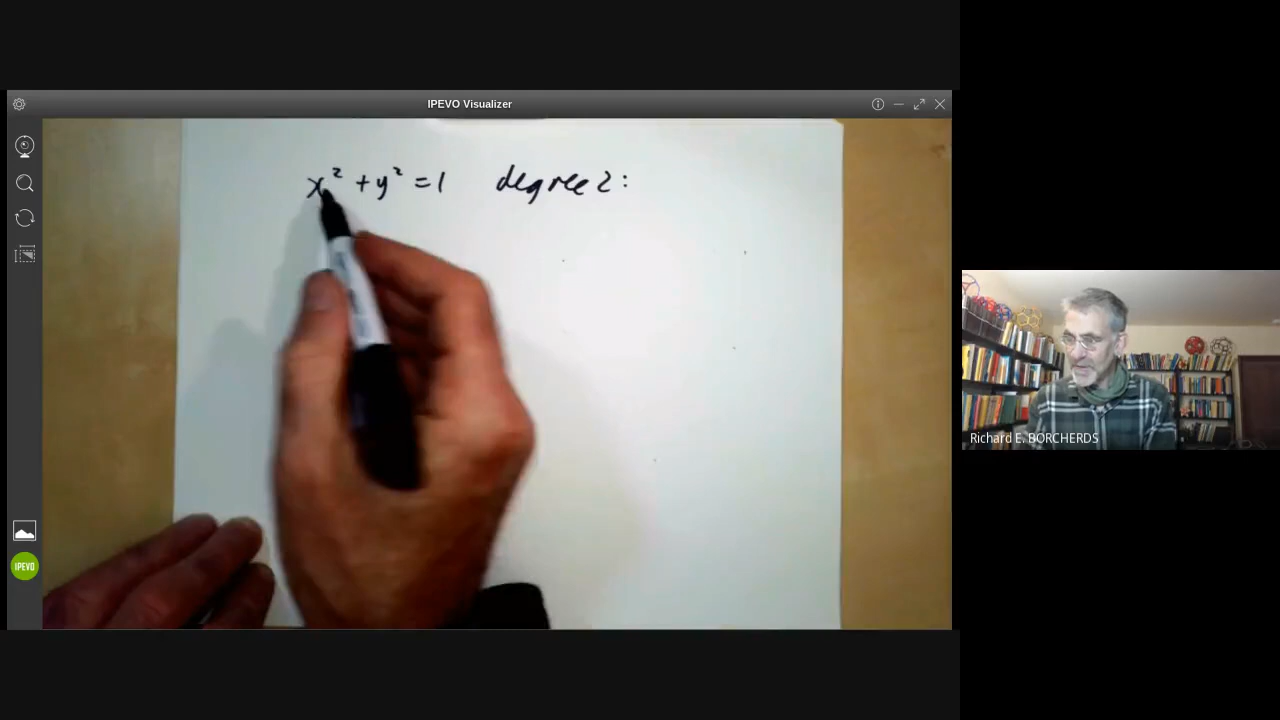 IPEVO Visualizer
x² + y² = 1 degree 2:
IPEVO
Richard E. BORCHERDS